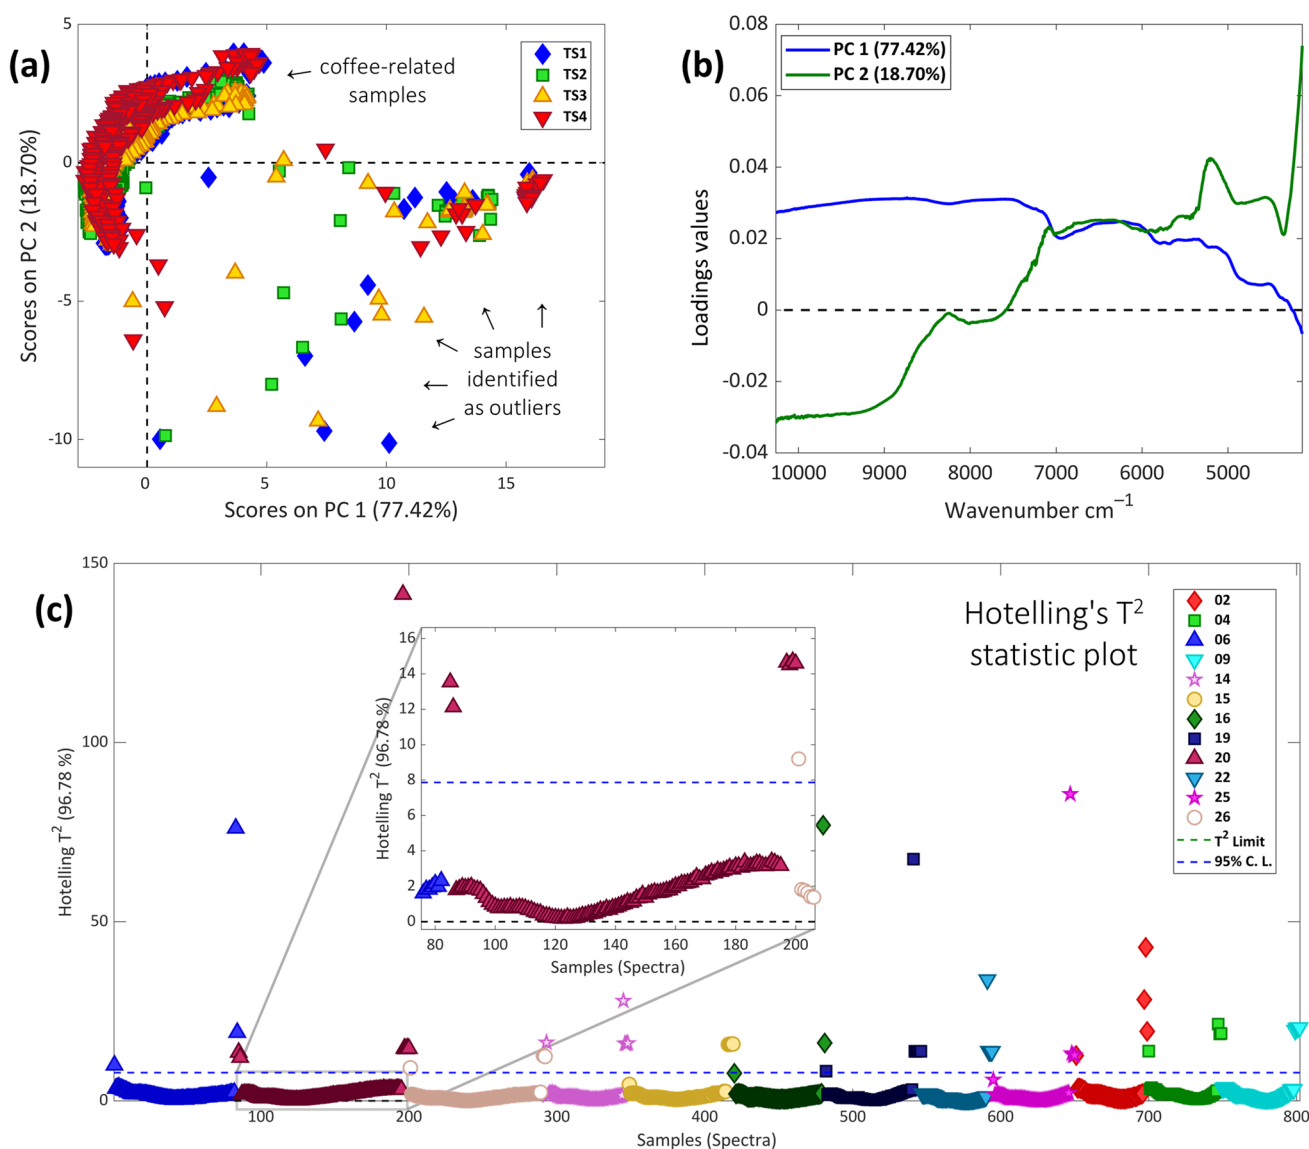 (a)
5
0
-5
-10
0
5
10
15
Scores on PC 2 (18.70%)
Scores on PC 1 (77.42%)
← coffee-related
samples
TS1
TS2
TS3
TS4
← ↑
← samples
← identified
← as outliers
(b)
0.08
0.06
0.04
0.02
0
-0.02
-0.04
10000 9000 8000 7000 6000 5000
Loadings values
Wavenumber cm⁻¹
PC 1 (77.42%)
PC 2 (18.70%)
(c)
150
100
50
0
100 200 300 400 500 600 700 800
Hotelling T² (96.78 %)
Samples (Spectra)
Hotelling's T²
statistic plot
02
04
06
09
14
15
16
19
20
22
25
26
T² Limit
95% C. L.
16
14
12
10
8
6
4
2
0
80 100 120 140 160 180 200
Hotelling T² (96.78 %)
Samples (Spectra)